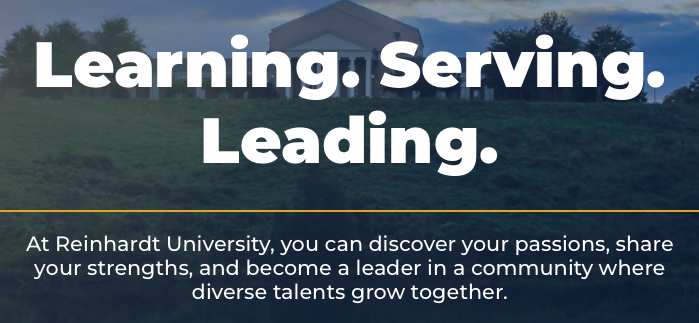 Learning. Serving.
Leading.
At Reinhardt University, you can discover your passions, share
your strengths, and become a leader in a community where
diverse talents grow together.